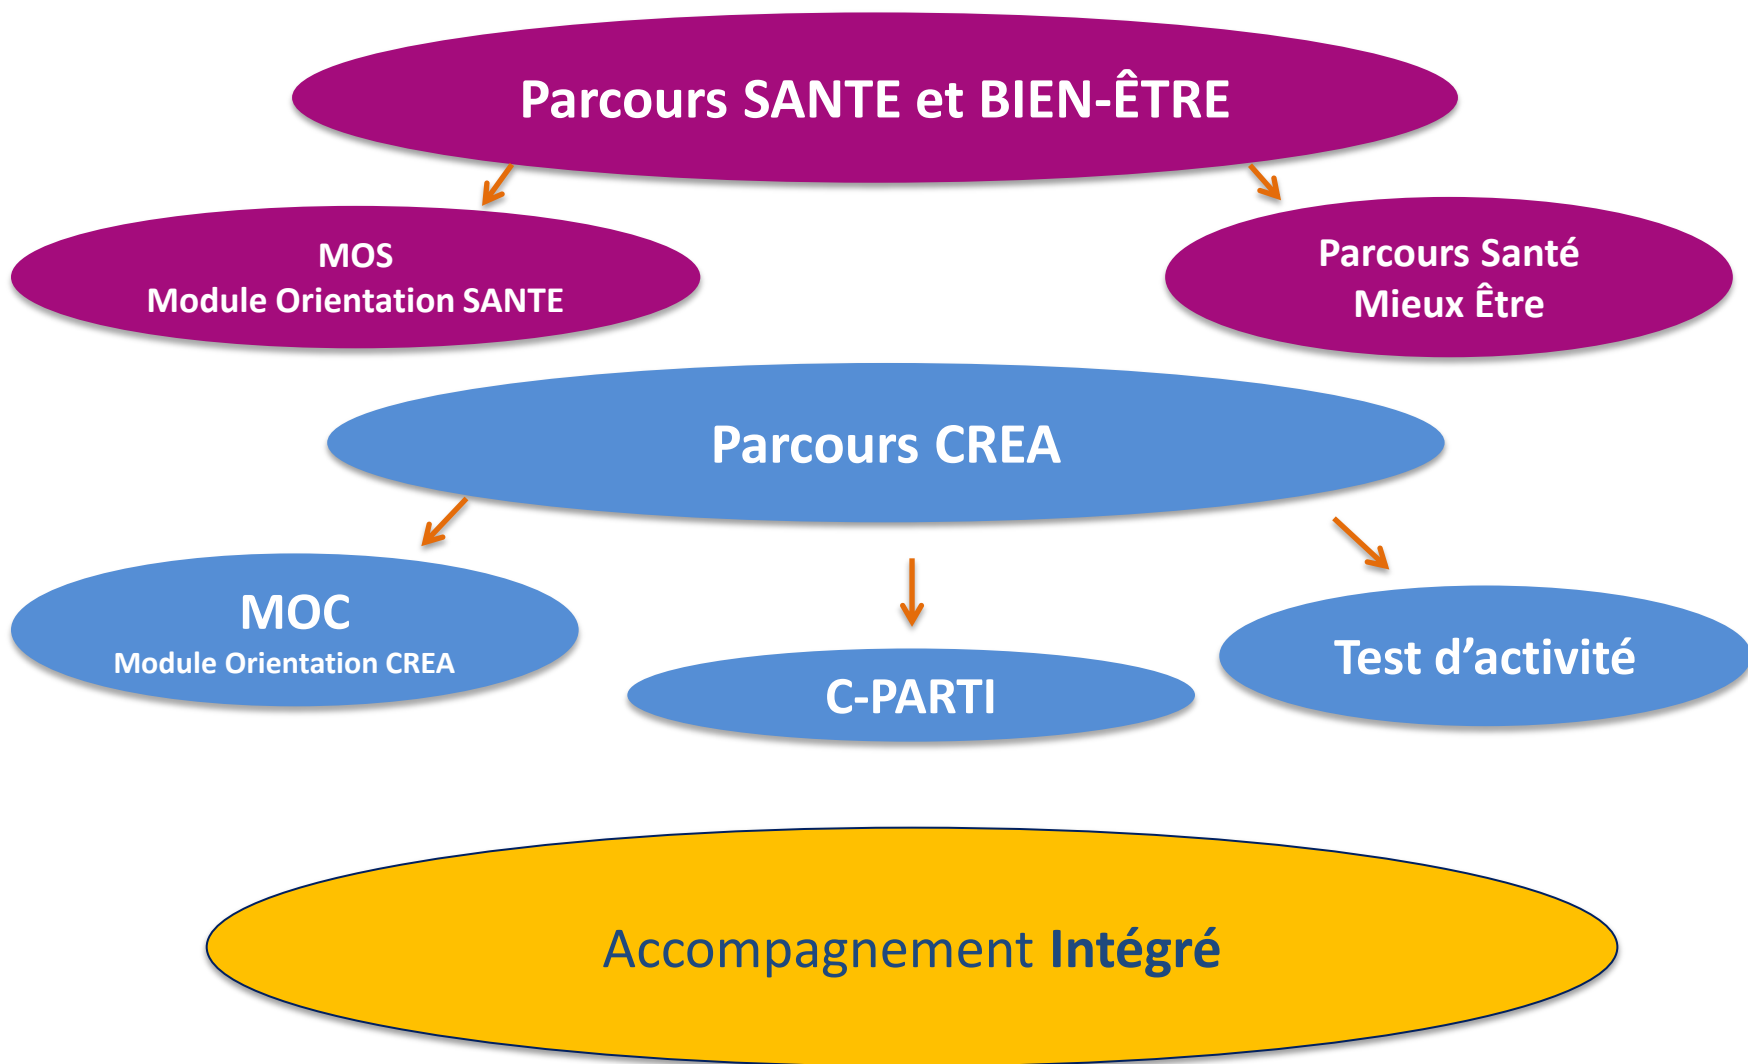 Parcours SANTE et BIEN-ÊTRE
MOS
Module Orientation SANTE
Parcours Santé
Mieux Être
Parcours CREA
MOC
Module Orientation CREA
C-PARTI
Test d’activité
Accompagnement Intégré